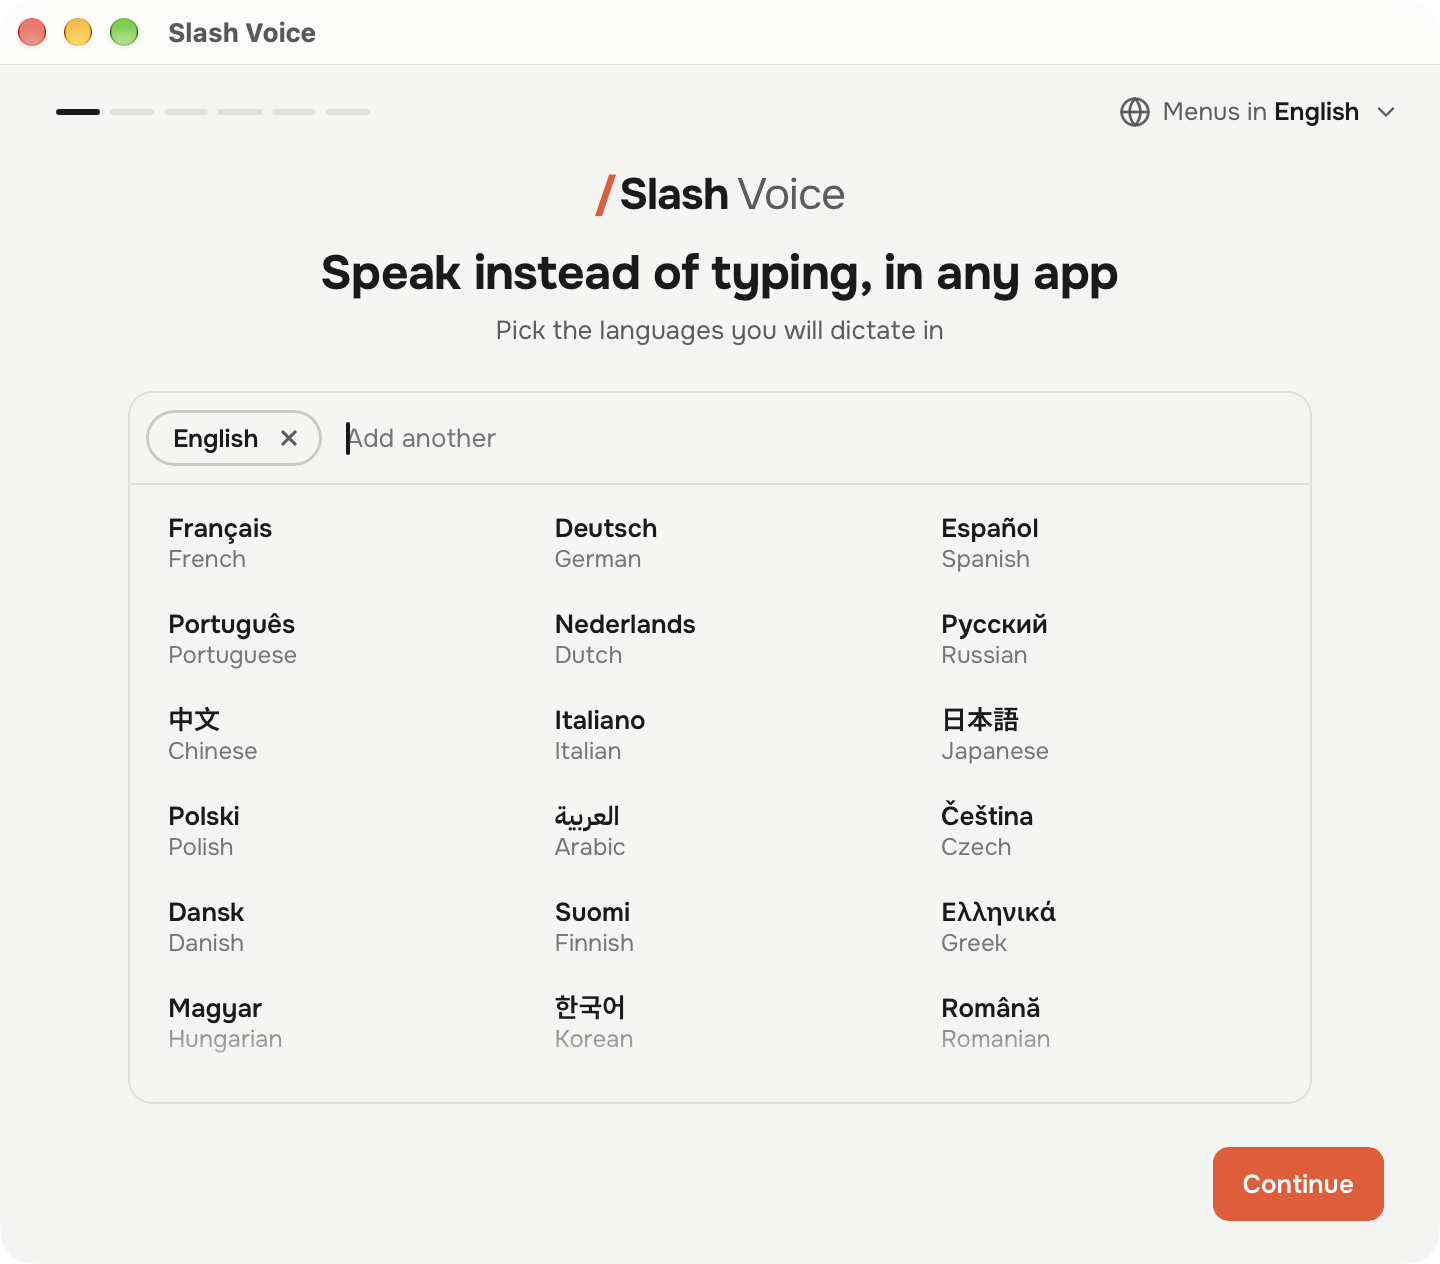 Slash Voice
Menus in English
/Slash Voice
Speak instead of typing, in any app
Pick the languages you will dictate in
English
Add another
Français
French
Deutsch
German
Español
Spanish
Português
Portuguese
Nederlands
Dutch
Русский
Russian
中文
Chinese
Italiano
Italian
日本語
Japanese
Polski
Polish
العربية
Arabic
Čeština
Czech
Dansk
Danish
Suomi
Finnish
Ελληνικά
Greek
Magyar
Hungarian
한국어
Korean
Română
Romanian
Continue